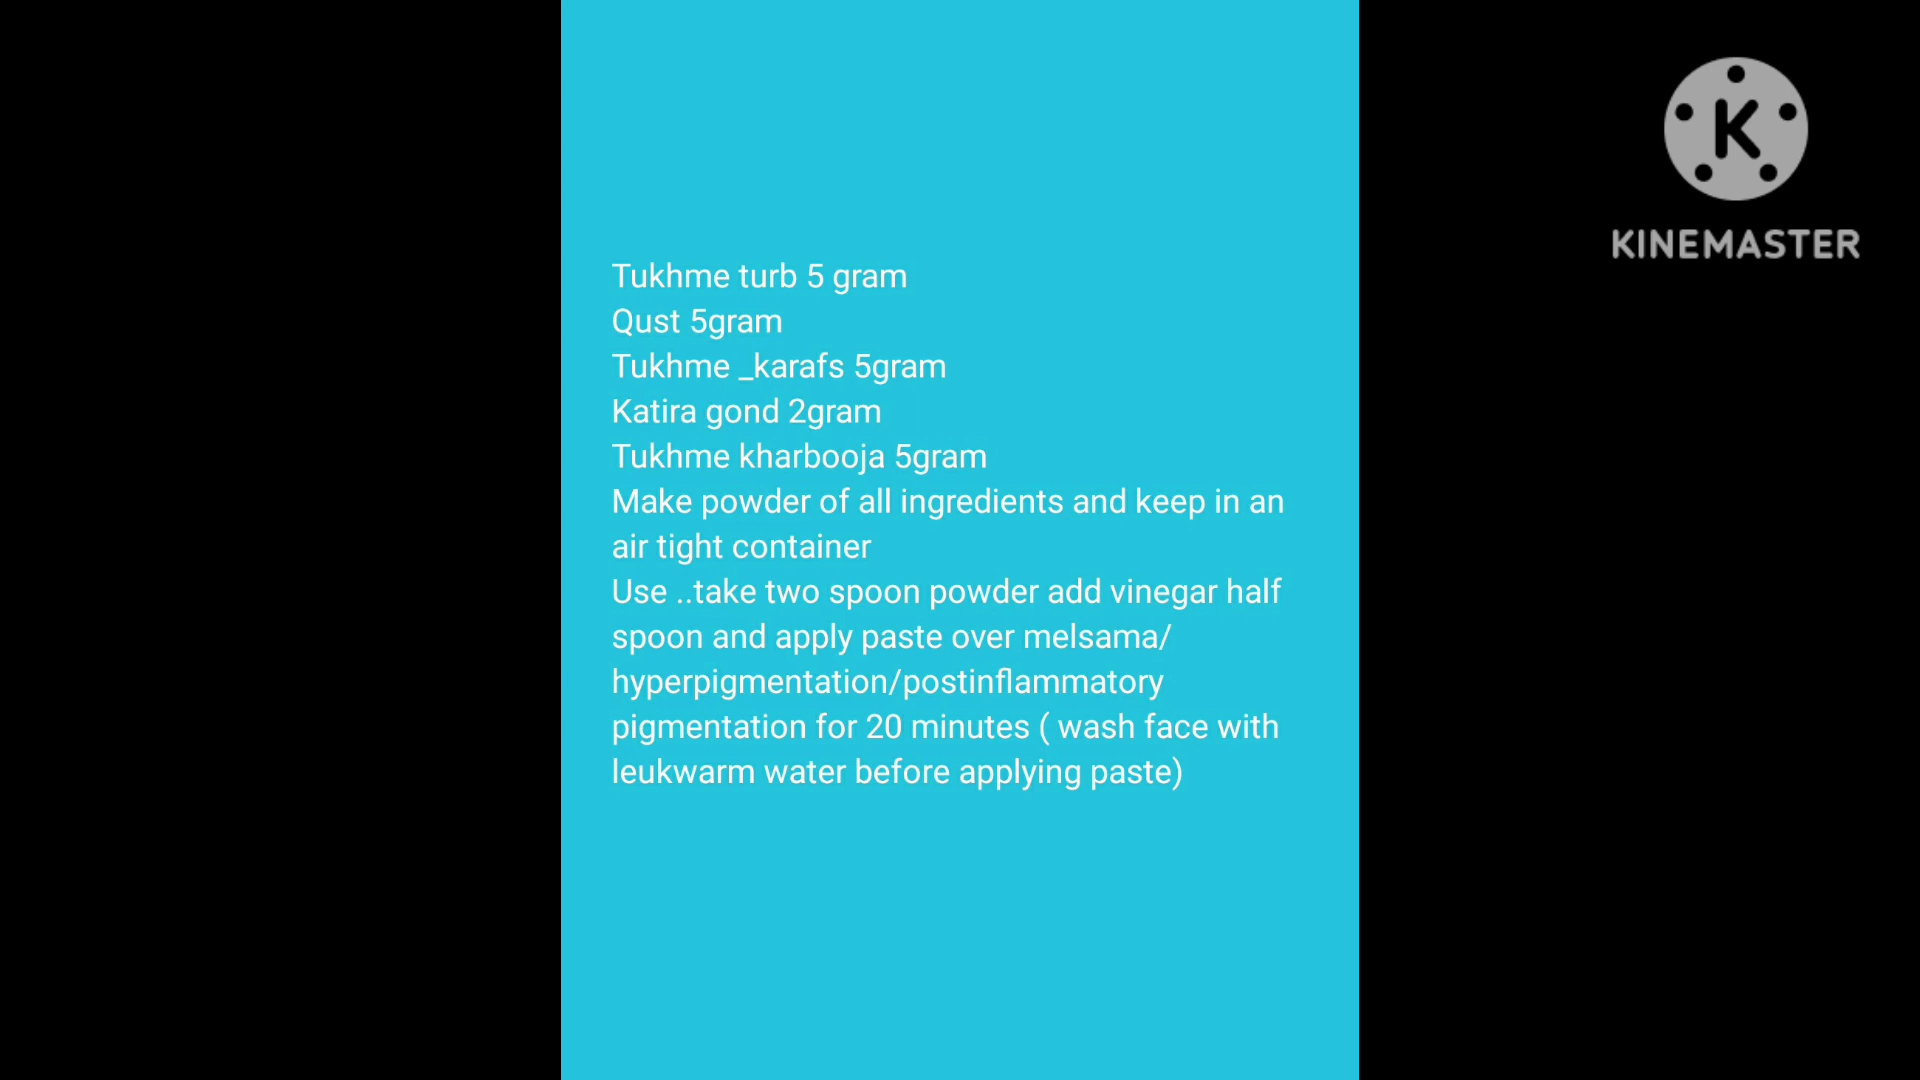 K
KINEMASTER
Tukhme turb 5 gram
Qust 5gram
Tukhme _karafs 5gram
Katira gond 2gram
Tukhme kharbooja 5gram
Make powder of all ingredients and keep in an
air tight container
Use ..take two spoon powder add vinegar half
spoon and apply paste over melsama/
hyperpigmentation/postinflammatory
pigmentation for 20 minutes ( wash face with
leukwarm water before applying paste)